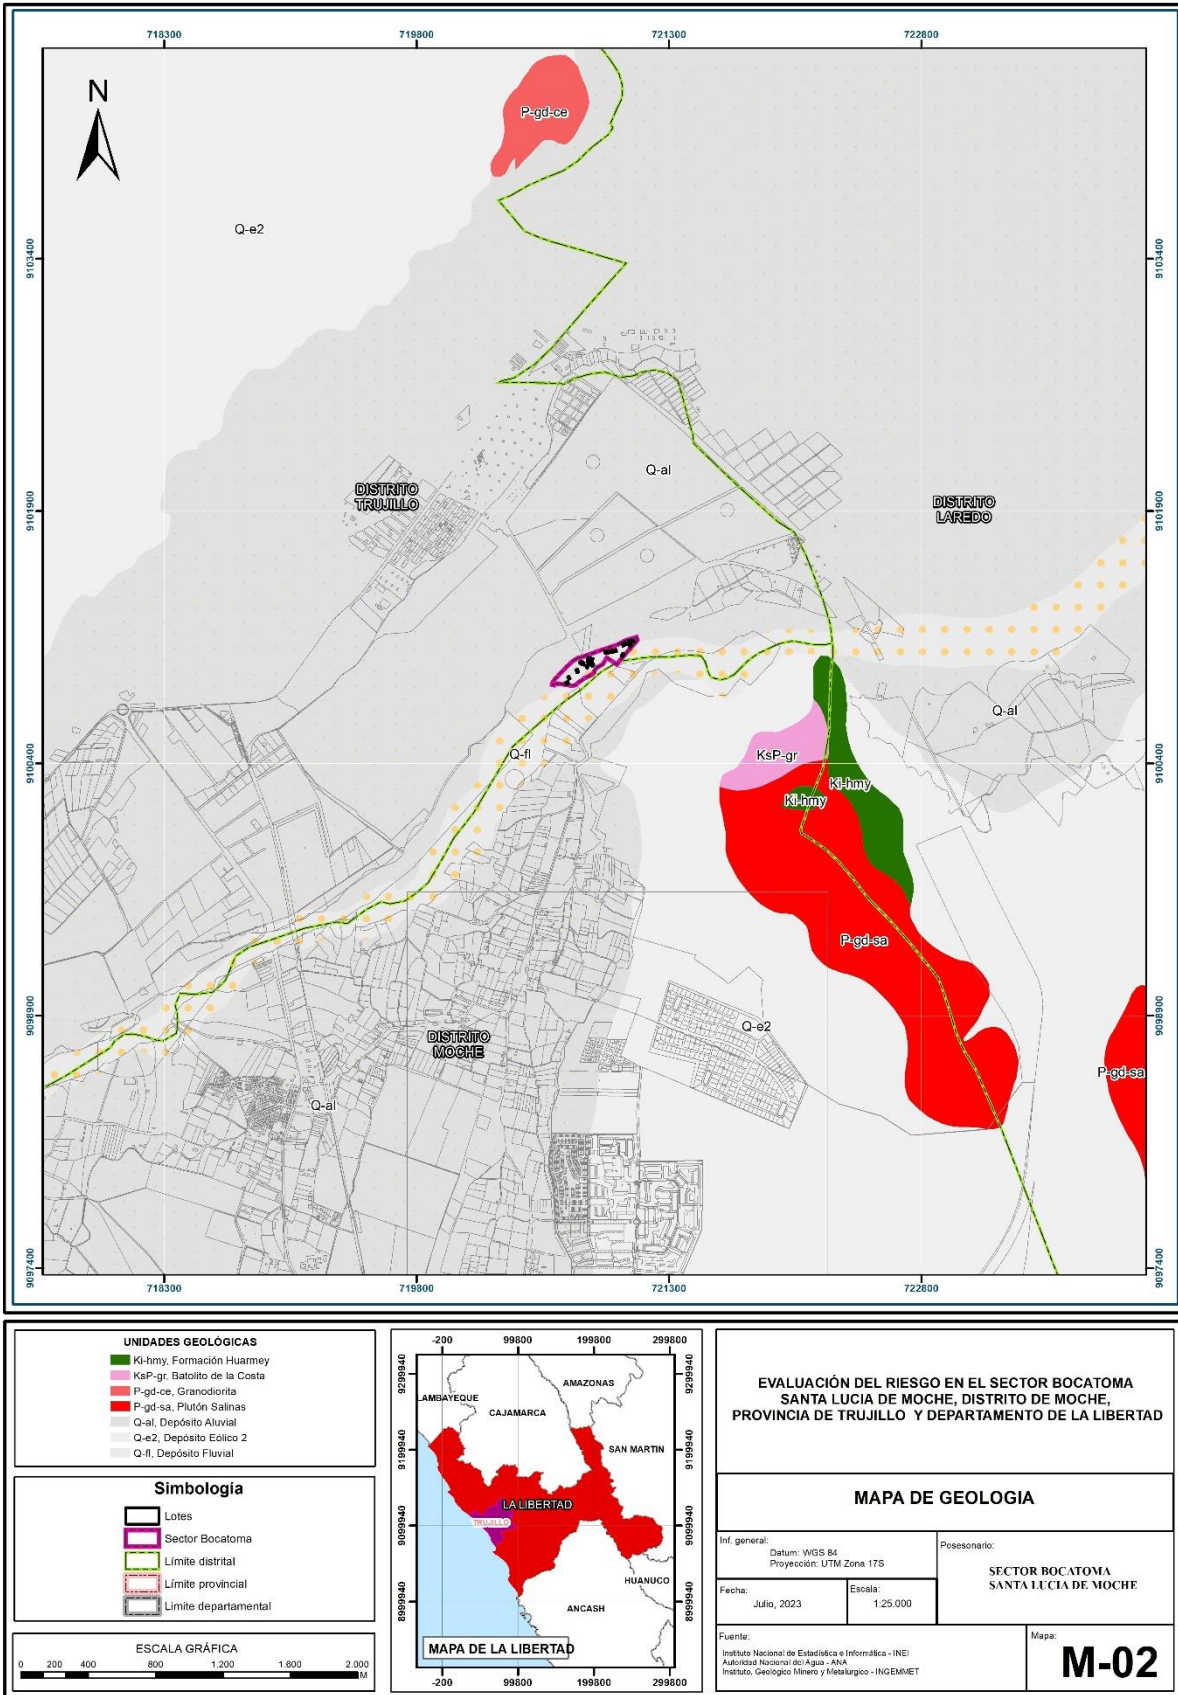 718300
719800
721300
722800
N
P-gd-ce
Q-e2
9103400
9103400
Q-al
DISTRITO
TRUJILLO
DISTRITO
LAREDO
9101900
9101900
Q-al
KsP-gr
Q-fl
Ki-hmy
Ki-hmy
9100400
9100400
P-gd-sa
Q-e2
9098900
9098900
DISTRITO
MOCHE
P-gd-sa
Q-al
9097400
9097400
718300
719800
721300
722800
UNIDADES GEOLÓGICAS
Ki-hmy, Formación Huarmey
KsP-gr, Batolito de la Costa
P-gd-ce, Granodiorita
P-gd-sa, Plutón Salinas
Q-al, Depósito Aluvial
Q-e2, Depósito Eólico 2
Q-fl, Depósito Fluvial
Simbología
Lotes
Sector Bocatoma
Límite distrital
Límite provincial
Limite departamental
ESCALA GRÁFICA
0 200 400 800 1.200 1.600 2.000
M
-200 99800 199800 299800
9299940
9199940
9099940
8999940
LAMBAYEQUE
AMAZONAS
CAJAMARCA
SAN MARTIN
LA LIBERTAD
TRUJILLO
HUANUCO
ANCASH
MAPA DE LA LIBERTAD
9299940
9199940
9099940
8999940
-200 99800 199800 299800
EVALUACIÓN DEL RIESGO EN EL SECTOR BOCATOMA
SANTA LUCIA DE MOCHE, DISTRITO DE MOCHE,
PROVINCIA DE TRUJILLO Y DEPARTAMENTO DE LA LIBERTAD
MAPA DE GEOLOGIA
Inf. general:
Datum: WGS 84
Proyección: UTM Zona 17S
Posesonario:
SECTOR BOCATOMA
SANTA LUCIA DE MOCHE
Fecha:
Julio, 2023
Escala:
1:25.000
Fuente:
Instituto Nacional de Estadística e Informática - INEI
Autoridad Nacional del Agua - ANA
Instituto, Geológico Minero y Metalurgico - INGEMMET
Mapa:
M-02